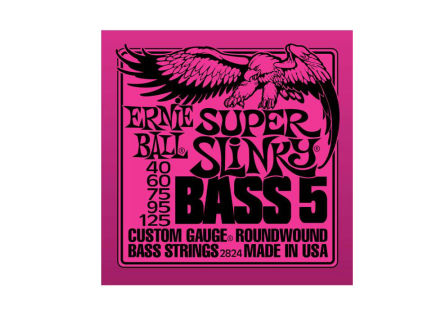 ERNIE BALL®
SUPER SLINKY®
40
60
75
95
125
BASS 5
CUSTOM GAUGE® ROUNDWOUND
BASS STRINGS 2824 MADE IN USA